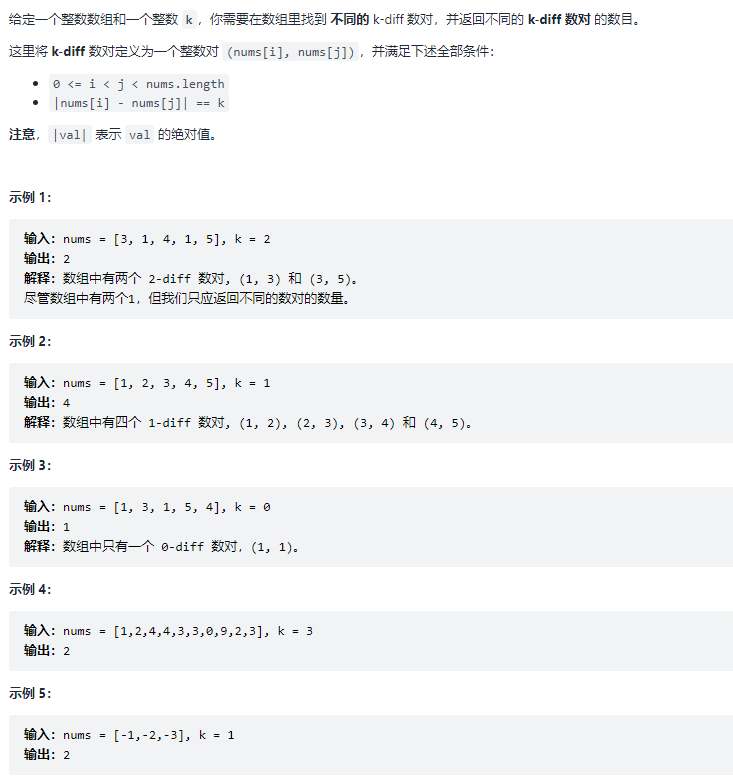 给定一个整数数组和一个整数 k，你需要在数组里找到 不同的 k-diff 数对，并返回不同的 k-diff 数对 的数目。
这里将 k-diff 数对定义为一个整数对 (nums[i], nums[j])，并满足下述全部条件：
0 <= i < j < nums.length
|nums[i] - nums[j]| == k
注意，|val| 表示 val 的绝对值。
示例 1：
输入：nums = [3, 1, 4, 1, 5], k = 2
输出：2
解释：数组中有两个 2-diff 数对, (1, 3) 和 (3, 5)。
尽管数组中有两个1，但我们只应返回不同的数对的数量。
示例 2：
输入：nums = [1, 2, 3, 4, 5], k = 1
输出：4
解释：数组中有四个 1-diff 数对, (1, 2), (2, 3), (3, 4) 和 (4, 5)。
示例 3：
输入：nums = [1, 3, 1, 5, 4], k = 0
输出：1
解释：数组中只有一个 0-diff 数对，(1, 1)。
示例 4：
输入：nums = [1,2,4,4,3,3,0,9,2,3], k = 3
输出：2
示例 5：
输入：nums = [-1,-2,-3], k = 1
输出：2